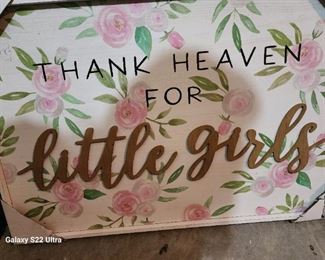 THANK HEAVEN
FOR
little girls
Galaxy S22 Ultra